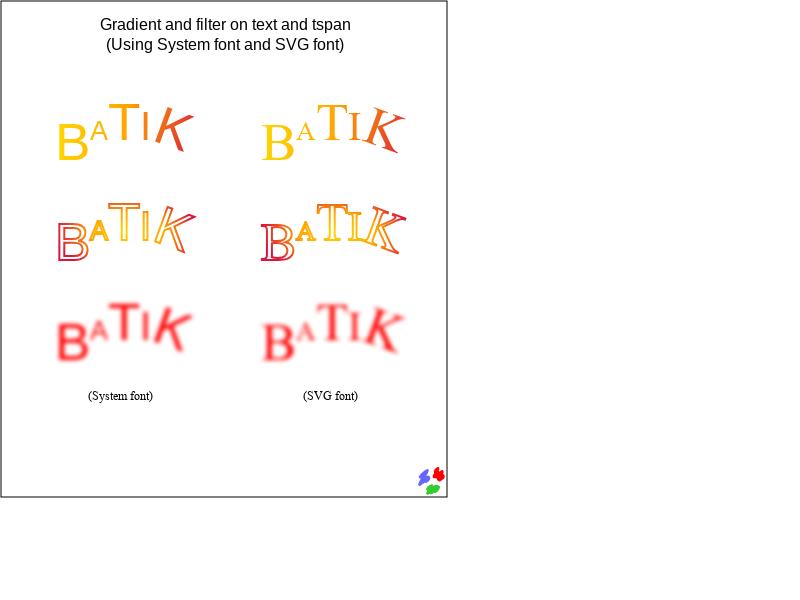 Gradient and filter on text and tspan
(Using System font and SVG font)
BATIK BATIK
BATIK BATIK
BATIK BATIK
(System font) (SVG font)